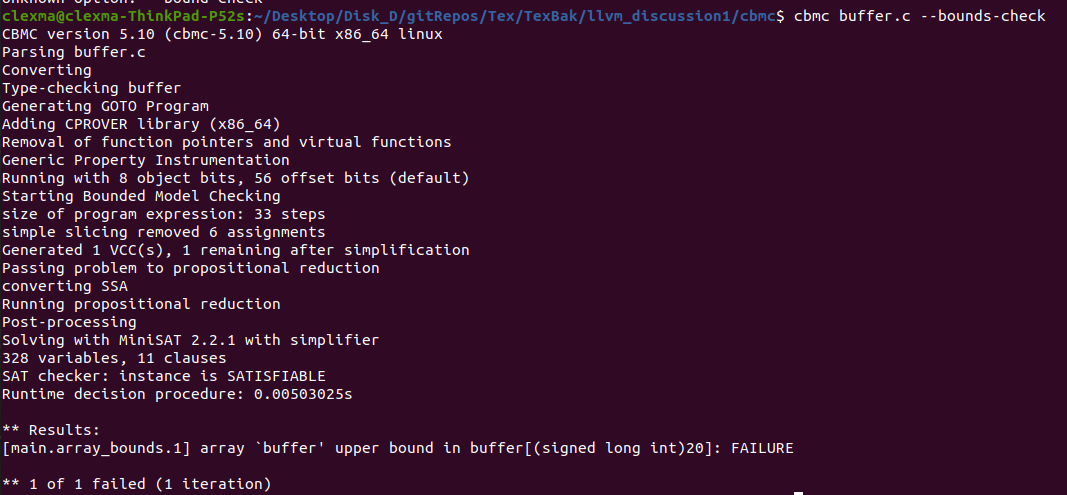 clexma@clexma-ThinkPad-P52s:~/Desktop/Disk_D/gitRepos/Tex/TexBak/llvm_discussion1/cbmc$ cbmc buffer.c --bounds-check
CBMC version 5.10 (cbmc-5.10) 64-bit x86_64 linux
Parsing buffer.c
Converting
Type-checking buffer
Generating GOTO Program
Adding CPROVER library (x86_64)
Removal of function pointers and virtual functions
Generic Property Instrumentation
Running with 8 object bits, 56 offset bits (default)
Starting Bounded Model Checking
size of program expression: 33 steps
simple slicing removed 6 assignments
Generated 1 VCC(s), 1 remaining after simplification
Passing problem to propositional reduction
converting SSA
Running propositional reduction
Post-processing
Solving with MiniSAT 2.2.1 with simplifier
328 variables, 11 clauses
SAT checker: instance is SATISFIABLE
Runtime decision procedure: 0.00503025s
** Results:
[main.array_bounds.1] array `buffer' upper bound in buffer[(signed long int)20]: FAILURE
** 1 of 1 failed (1 iteration)